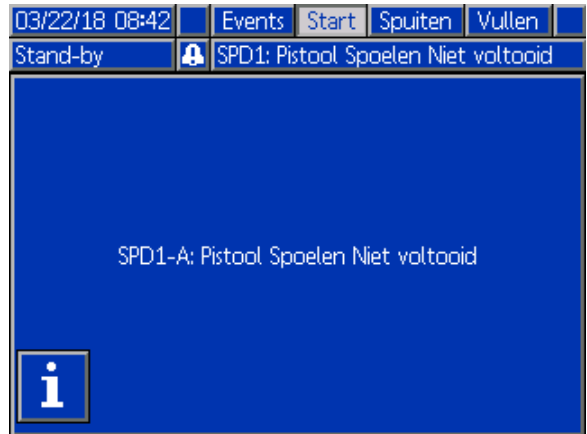 03/22/18 08:42 Events Start Spuiten Vullen
Stand-by SPD1: Pistool Spoelen Niet voltooid
SPD1-A: Pistool Spoelen Niet voltooid
i